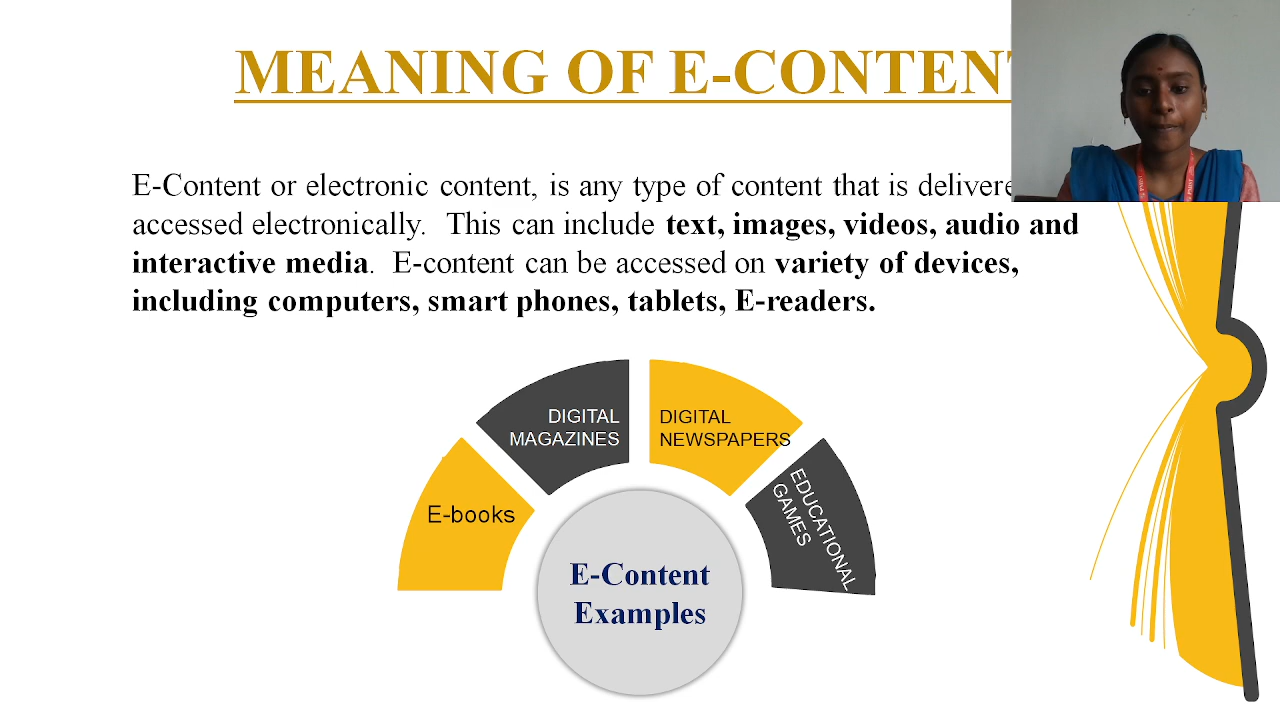 MEANING OF E-CONTENT
E-Content or electronic content, is any type of content that is delivere
accessed electronically. This can include text, images, videos, audio and
interactive media. E-content can be accessed on variety of devices,
including computers, smart phones, tablets, E-readers.
DIGITAL
MAGAZINES
DIGITAL
NEWSPAPERS
E-books
EDUCATIONAL
GAMES
E-Content
Examples